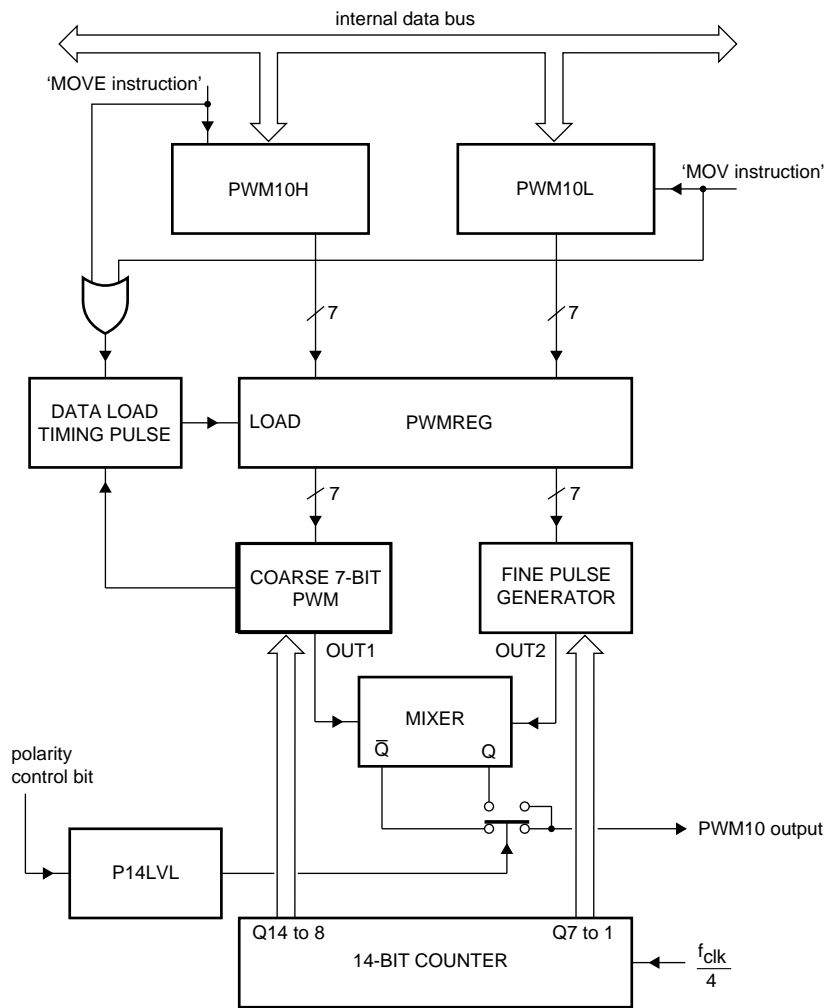 internal data bus
‘MOVE instruction’
PWM10H
PWM10L
‘MOV instruction’
7
7
DATA LOAD
TIMING PULSE
LOAD
PWMREG
7
7
COARSE 7-BIT
PWM
FINE PULSE
GENERATOR
OUT1
OUT2
MIXER
Q̅
Q
polarity
control bit
PWM10 output
P14LVL
Q14 to 8
Q7 to 1
14-BIT COUNTER
fclk
4